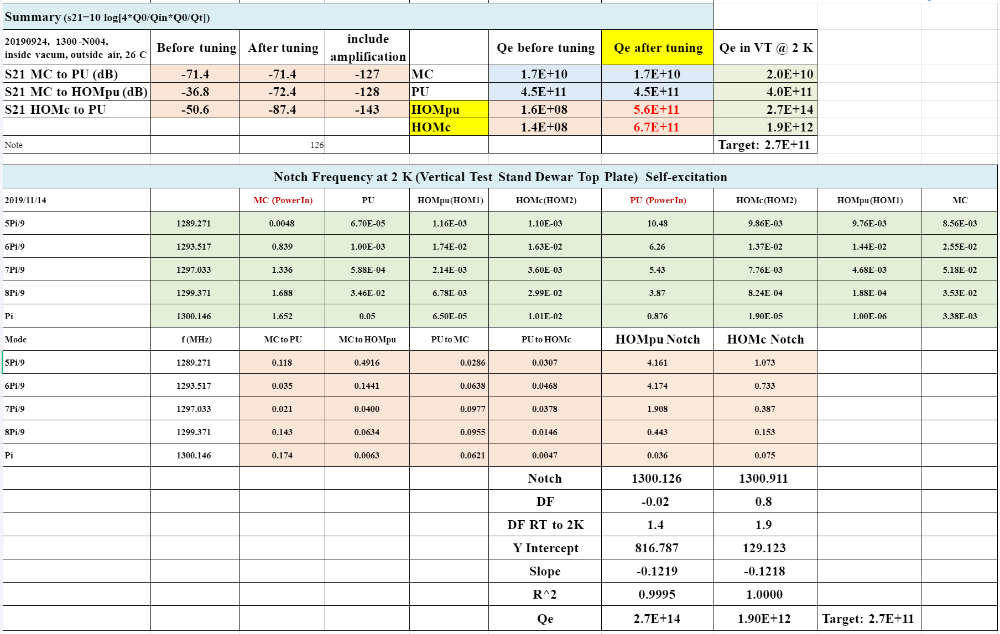 Summary (s21=10 log[4*Q0/Qin*Q0/Qt])
20190924, 1300-N004, inside vacum, outside air, 26 C Before tuning After tuning include amplification Qe before tuning Qe after tuning Qe in VT @ 2 K
S21 MC to PU (dB) -71.4 -71.4 -127 MC 1.7E+10 1.7E+10 2.0E+10
S21 MC to HOMpu (dB) -36.8 -72.4 -128 PU 4.5E+11 4.5E+11 4.0E+11
S21 HOMc to PU -50.6 -87.4 -143 HOMpu 1.6E+08 5.6E+11 2.7E+14
HOMc 1.4E+08 6.7E+11 1.9E+12
Note 126 Target: 2.7E+11
Notch Frequency at 2 K (Vertical Test Stand Dewar Top Plate) Self-excitation
2019/11/14 MC (PowerIn) PU HOMpu(HOM1) HOMc(HOM2) PU (PowerIn) HOMc(HOM2) HOMpu(HOM1) MC
5Pi/9 1289.271 0.0048 6.70E-05 1.16E-03 1.10E-03 10.48 9.86E-03 9.76E-03 8.56E-03
6Pi/9 1293.517 0.839 1.00E-03 1.74E-02 1.63E-02 6.26 1.37E-02 1.44E-02 2.55E-02
7Pi/9 1297.033 1.336 5.88E-04 2.14E-03 3.60E-03 5.43 7.76E-03 4.68E-03 5.18E-02
8Pi/9 1299.371 1.688 3.46E-02 6.78E-03 2.99E-02 3.87 8.24E-04 1.88E-04 3.53E-02
Pi 1300.146 1.652 0.05 6.50E-05 1.01E-02 0.876 1.90E-05 1.00E-06 3.38E-03
Mode f (MHz) MC to PU MC to HOMpu PU to MC PU to HOMc HOMpu Notch HOMc Notch
5Pi/9 1289.271 0.118 0.4916 0.0286 0.0307 4.161 1.073
6Pi/9 1293.517 0.035 0.1441 0.0638 0.0468 4.174 0.733
7Pi/9 1297.033 0.021 0.0400 0.0977 0.0378 1.908 0.387
8Pi/9 1299.371 0.143 0.0634 0.0955 0.0146 0.443 0.153
Pi 1300.146 0.174 0.0063 0.0621 0.0047 0.036 0.075
Notch 1300.126 1300.911
DF -0.02 0.8
DF RT to 2K 1.4 1.9
Y Intercept 816.787 129.123
Slope -0.1219 -0.1218
R^2 0.9995 1.0000
Qe 2.7E+14 1.90E+12 Target: 2.7E+11